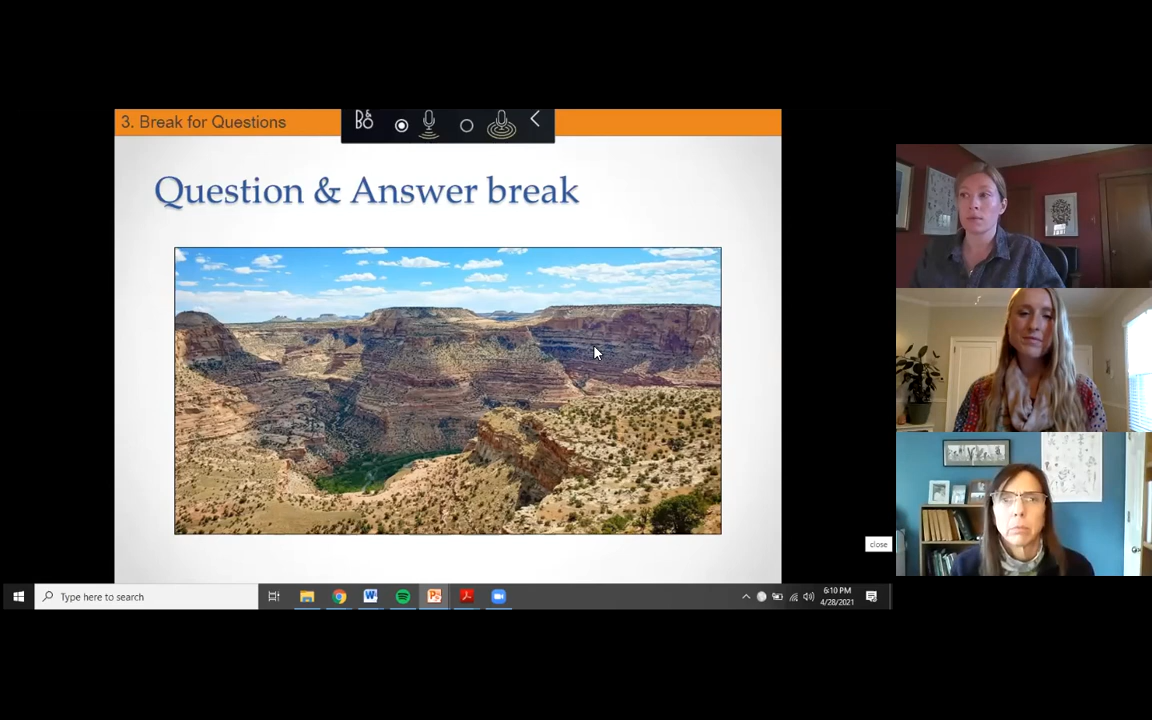 3. Break for Questions
Question & Answer break
close
Type here to search
6:10 PM
4/28/2021